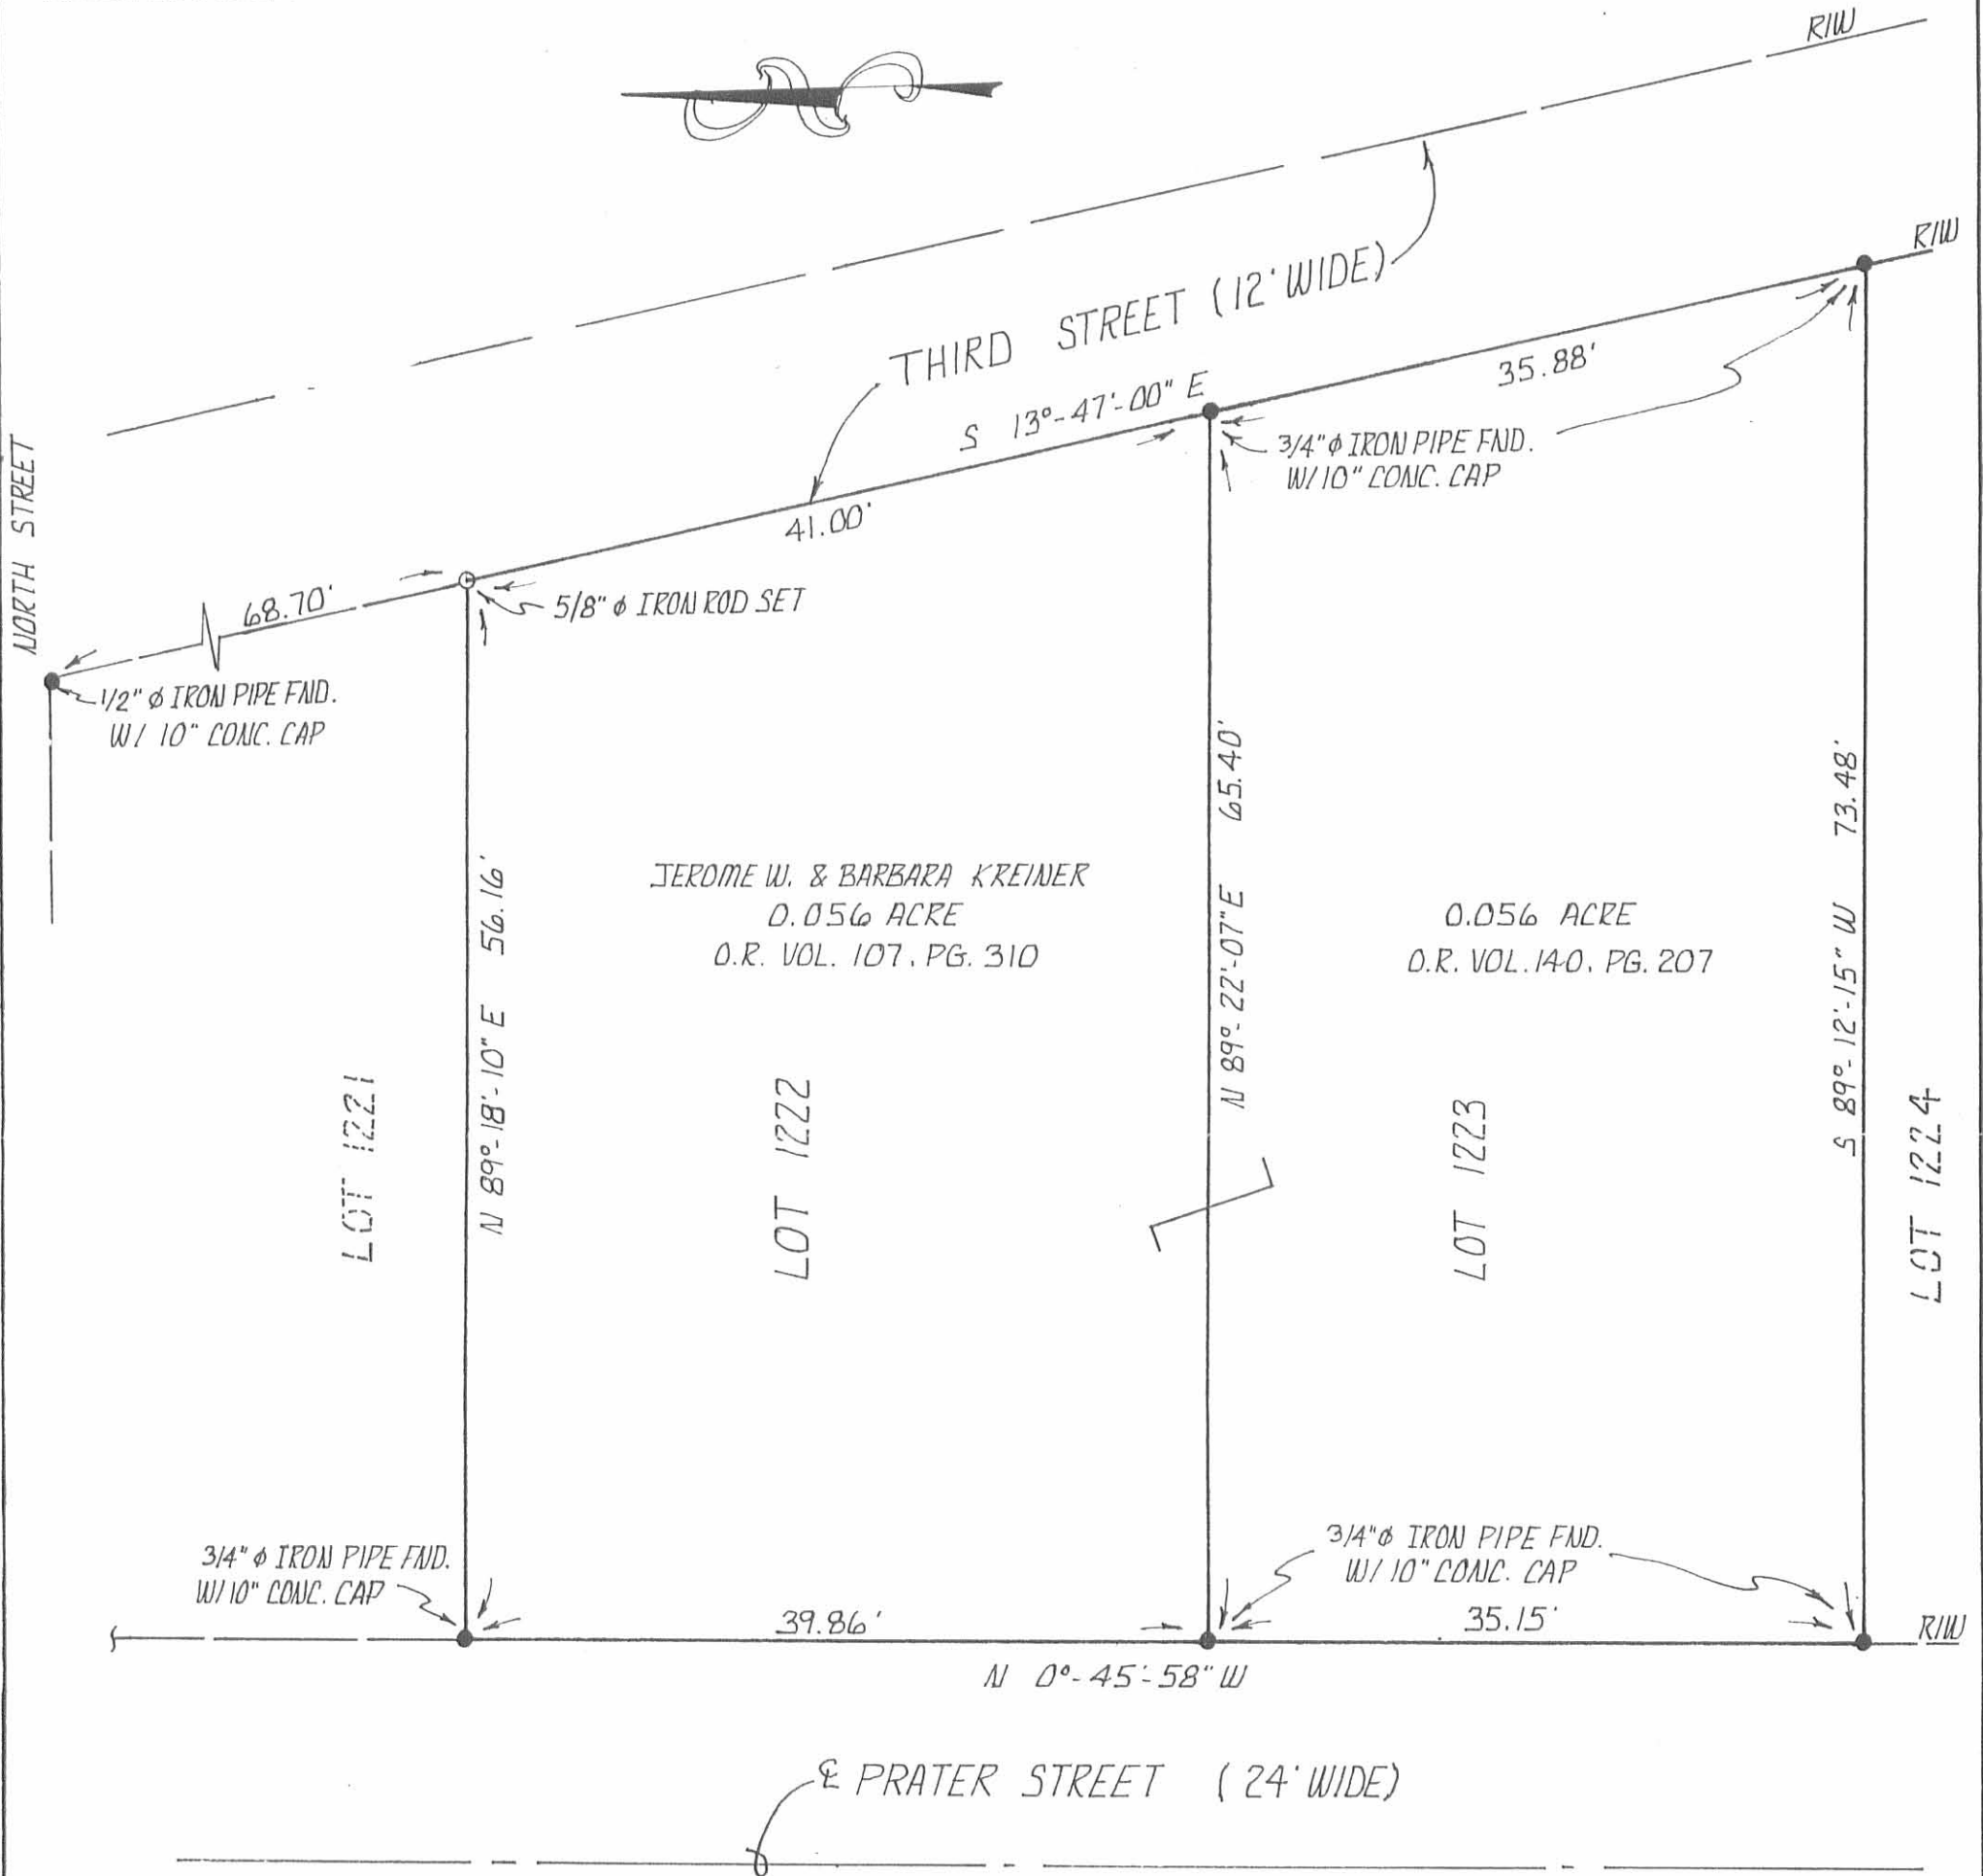 R/W
R/W
THIRD STREET (12' WIDE)
S 13°-47'-00" E
35.88'
3/4"ϕ IRON PIPE FND.
W/10" CONC. CAP
41.00'
NORTH STREET
68.70'
5/8" ϕ IRON ROD SET
1/2" ϕ IRON PIPE FND.
W/ 10" CONC. CAP
N 89°-18'-10" E 56.16'
JEROME W. & BARBARA KREINER
0.056 ACRE
O.R. VOL. 107, PG. 310
N 89°-22'-07" E 65.40'
0.056 ACRE
O.R. VOL. 140, PG. 207
S 89°-12'-15" W 73.48'
LOT 1221
LOT 1222
LOT 1223
LOT 1224
3/4" ϕ IRON PIPE FND.
W/10" CONC. CAP
39.86'
3/4"ϕ IRON PIPE FND.
W/ 10" CONC. CAP
35.15'
R/W
N 0°-45'-58" W
℄ PRATER STREET (24' WIDE)